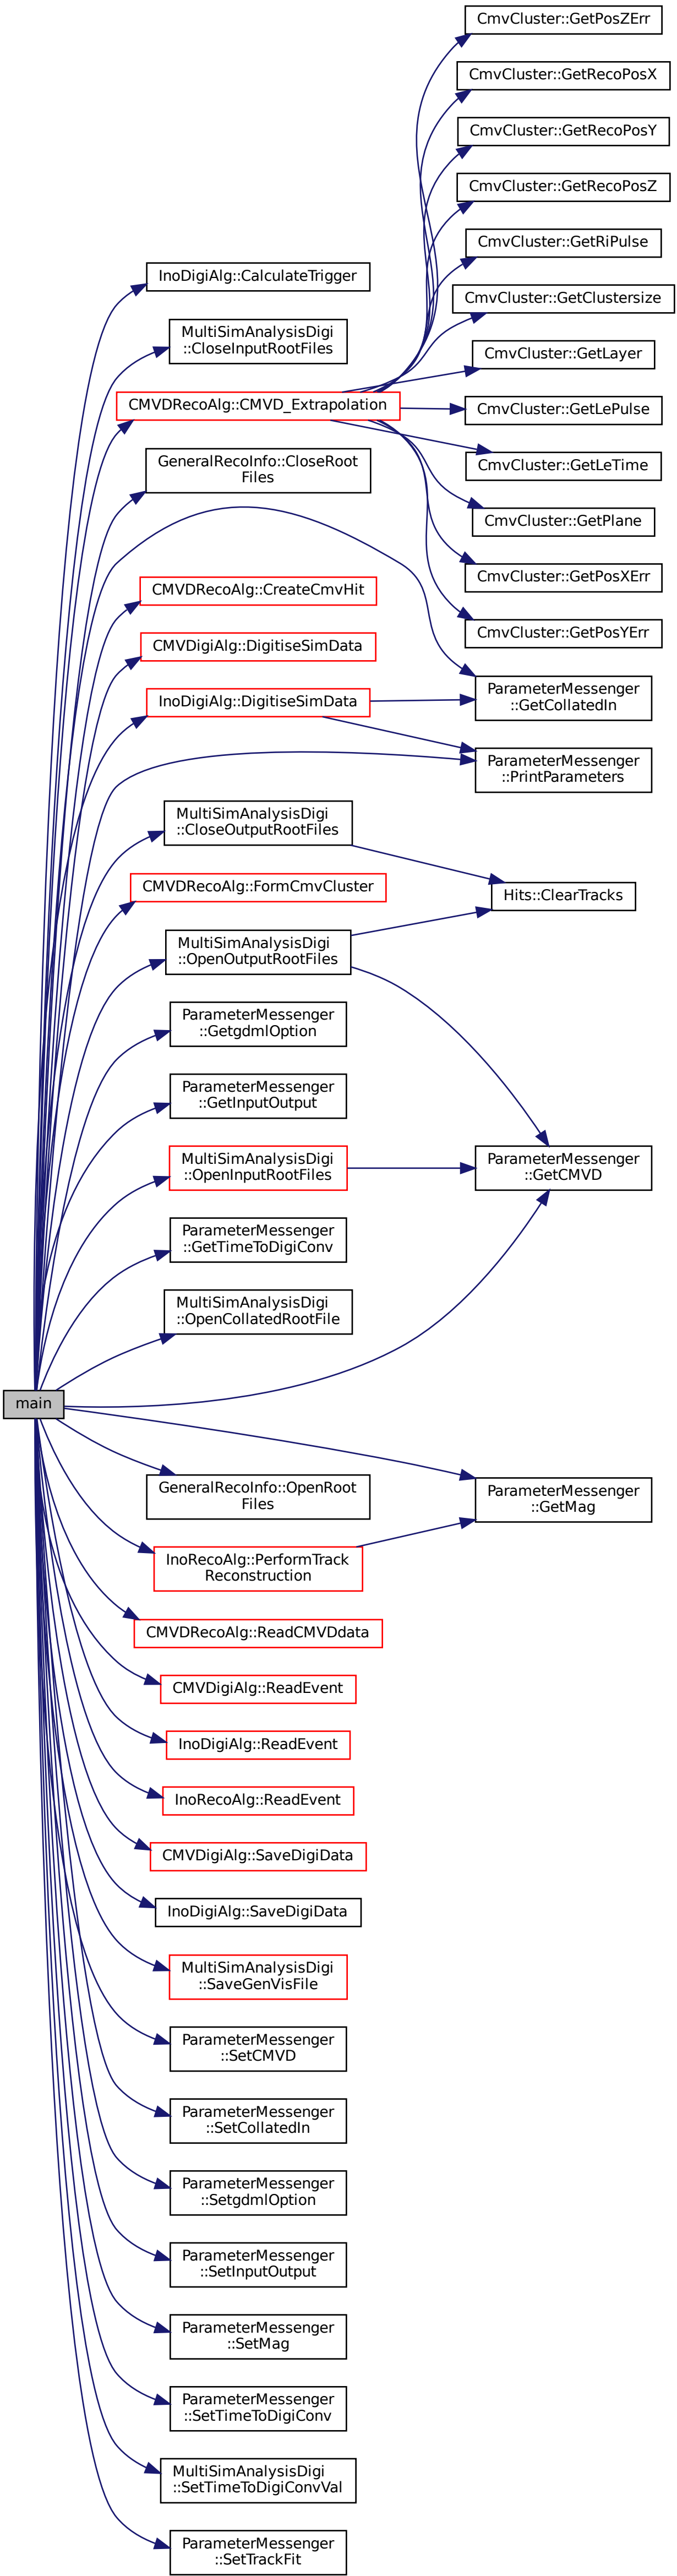 CmvCluster::GetPosZErr
CmvCluster::GetRecoPosX
CmvCluster::GetRecoPosY
CmvCluster::GetRecoPosZ
CmvCluster::GetRiPulse
InoDigiAlg::CalculateTrigger
CmvCluster::GetClustersize
MultiSimAnalysisDigi
::CloseInputRootFiles
CmvCluster::GetLayer
CMVDRecoAlg::CMVD_Extrapolation
CmvCluster::GetLePulse
GeneralRecoInfo::CloseRoot
Files
CmvCluster::GetLeTime
CmvCluster::GetPlane
CmvCluster::GetPosXErr
CMVDRecoAlg::CreateCmvHit
CmvCluster::GetPosYErr
CMVDigiAlg::DigitiseSimData
InoDigiAlg::DigitiseSimData
ParameterMessenger
::GetCollatedIn
ParameterMessenger
::PrintParameters
MultiSimAnalysisDigi
::CloseOutputRootFiles
CMVDRecoAlg::FormCmvCluster
Hits::ClearTracks
MultiSimAnalysisDigi
::OpenOutputRootFiles
ParameterMessenger
::GetgdmlOption
ParameterMessenger
::GetInputOutput
MultiSimAnalysisDigi
::OpenInputRootFiles
ParameterMessenger
::GetCMVD
ParameterMessenger
::GetTimeToDigiConv
MultiSimAnalysisDigi
::OpenCollatedRootFile
main
GeneralRecoInfo::OpenRoot
Files
ParameterMessenger
::GetMag
InoRecoAlg::PerformTrack
Reconstruction
CMVDRecoAlg::ReadCMVDdata
CMVDigiAlg::ReadEvent
InoDigiAlg::ReadEvent
InoRecoAlg::ReadEvent
CMVDigiAlg::SaveDigiData
InoDigiAlg::SaveDigiData
MultiSimAnalysisDigi
::SaveGenVisFile
ParameterMessenger
::SetCMVD
ParameterMessenger
::SetCollatedIn
ParameterMessenger
::SetgdmlOption
ParameterMessenger
::SetInputOutput
ParameterMessenger
::SetMag
ParameterMessenger
::SetTimeToDigiConv
MultiSimAnalysisDigi
::SetTimeToDigiConvVal
ParameterMessenger
::SetTrackFit